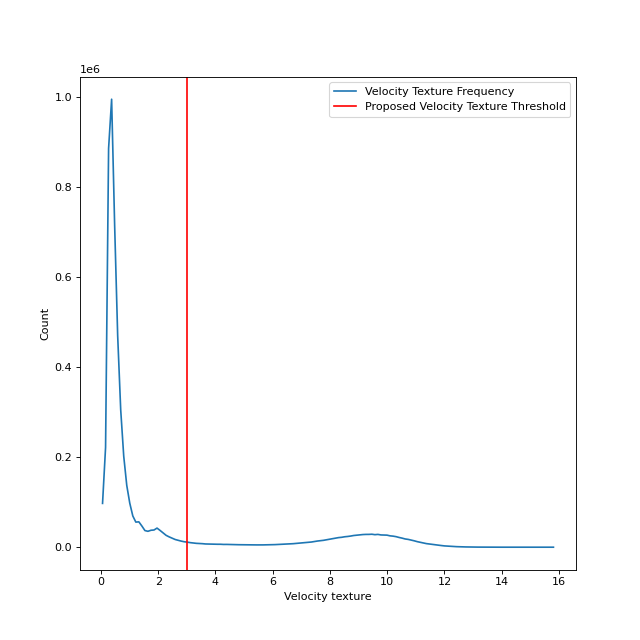 1e6
Velocity Texture Frequency
Proposed Velocity Texture Threshold
1.0
0.8
0.6
0.4
0.2
0.0
Count
0 2 4 6 8 10 12 14 16
Velocity texture